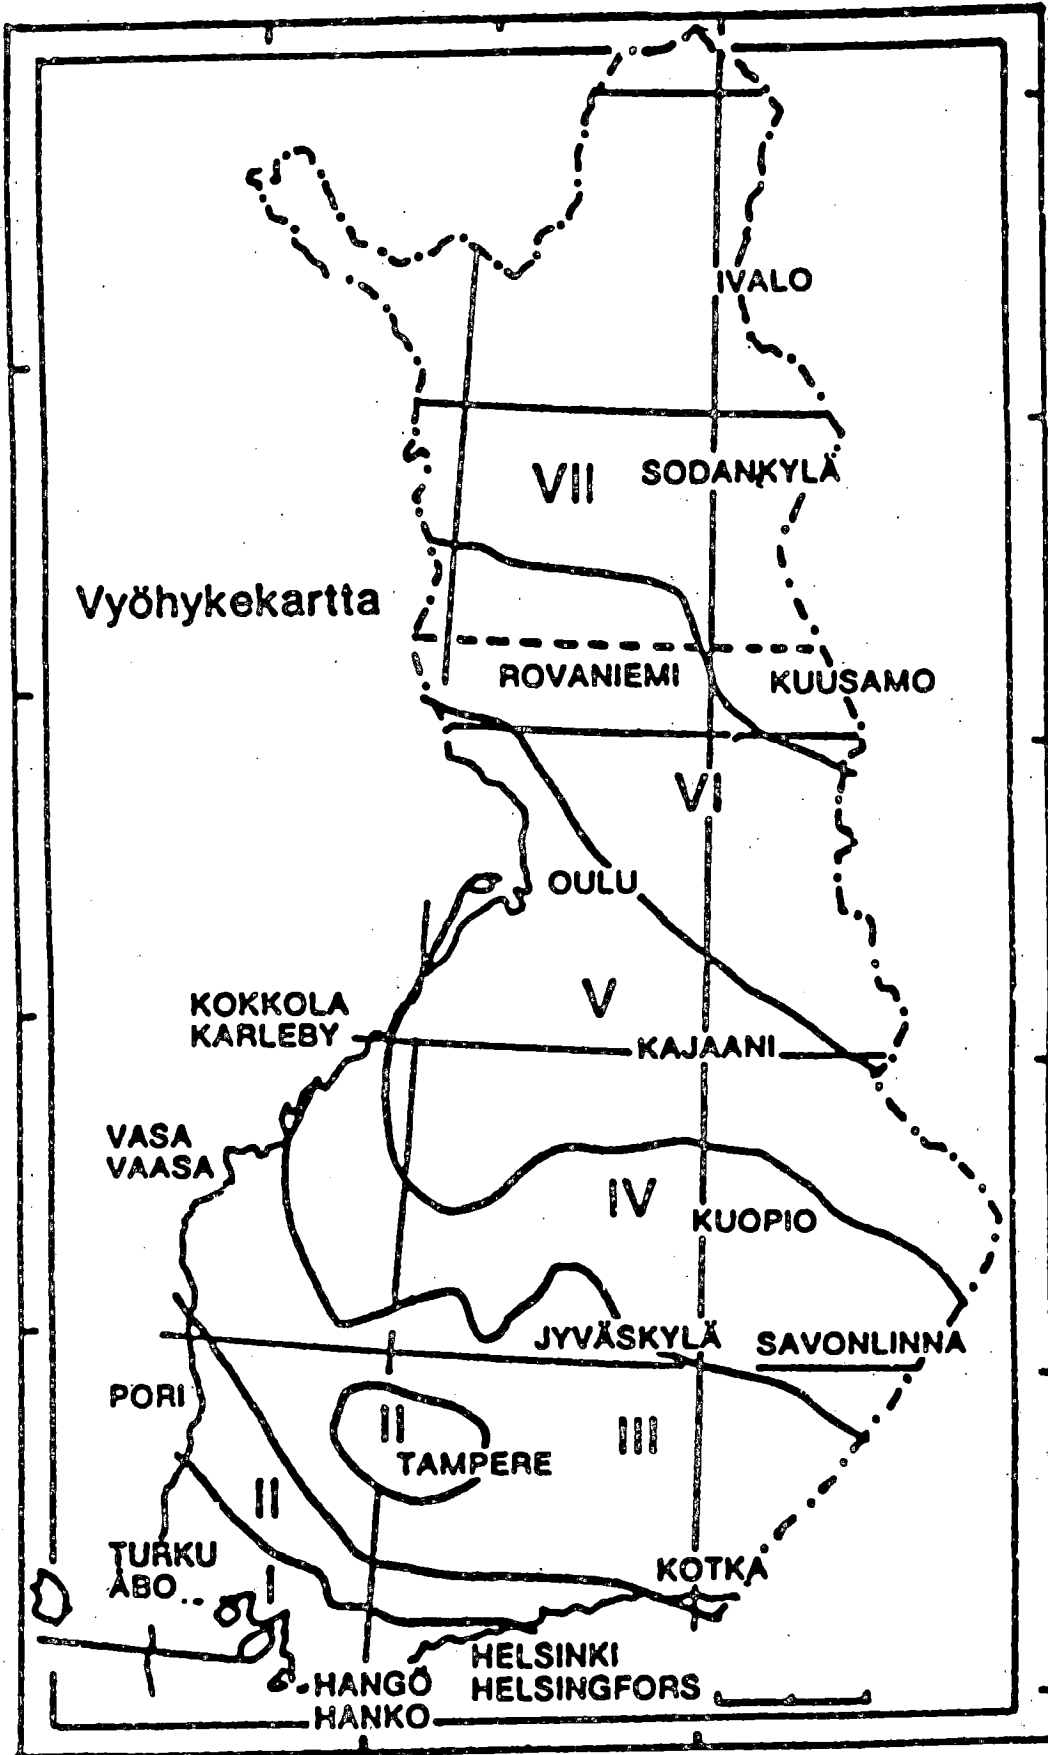 IVALO
VII
SODANKYLÄ
Vyöhykekartta
ROVANIEMI
KUUSAMO
VI
OULU
V
KOKKOLA
KARLEBY
KAJAANI
VASA
VAASA
IV
KUOPIO
JYVÄSKYLÄ
SAVONLINNA
PORI
II
III
TAMPERE
II
TURKU
ÅBO
I
KOTKA
HELSINKI
HELSINGFORS
HANGÖ
HANKO